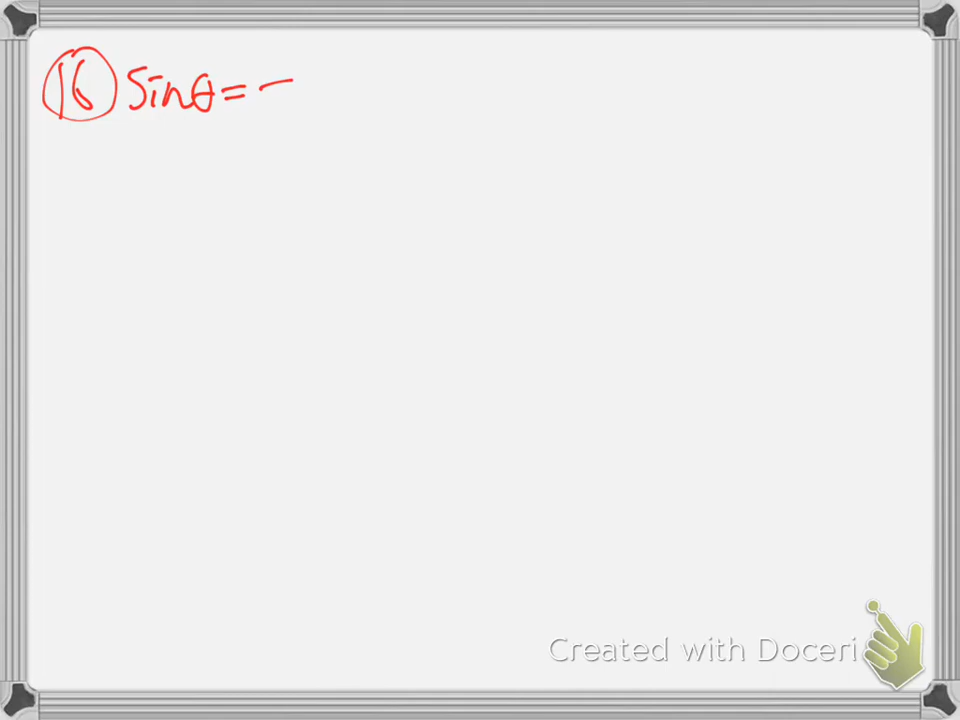 16 sinθ = -
Created with Doceri